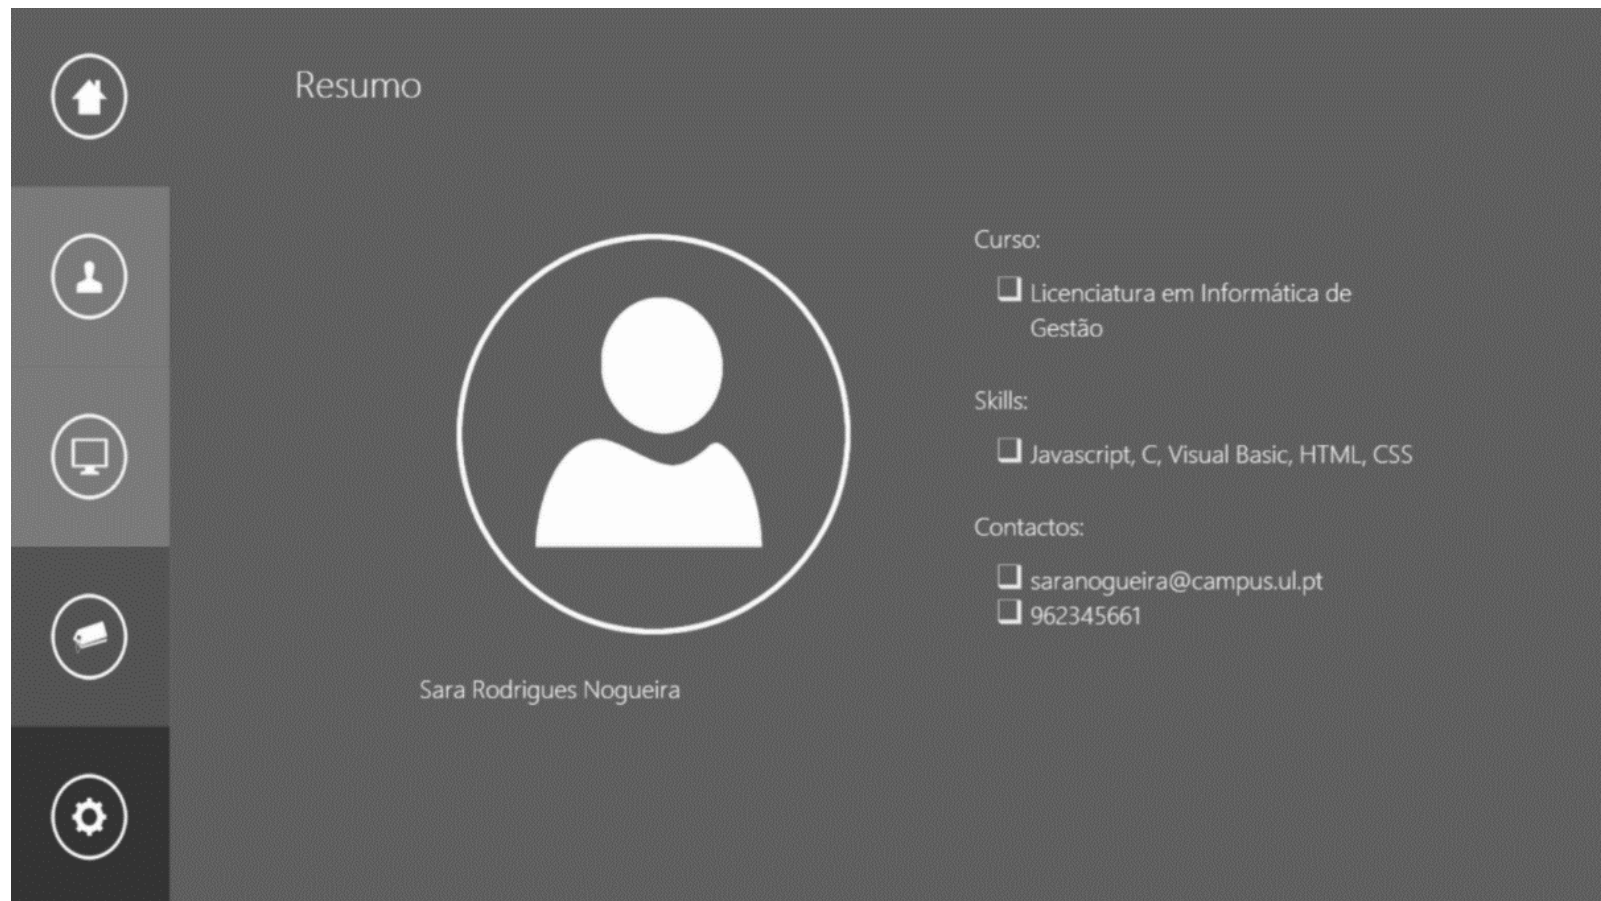 Resumo
Curso:
❑ Licenciatura em Informática de
Gestão
Skills:
❑ Javascript, C, Visual Basic, HTML, CSS
Contactos:
❑ saranogueira@campus.ul.pt
❑ 962345661
Sara Rodrigues Nogueira